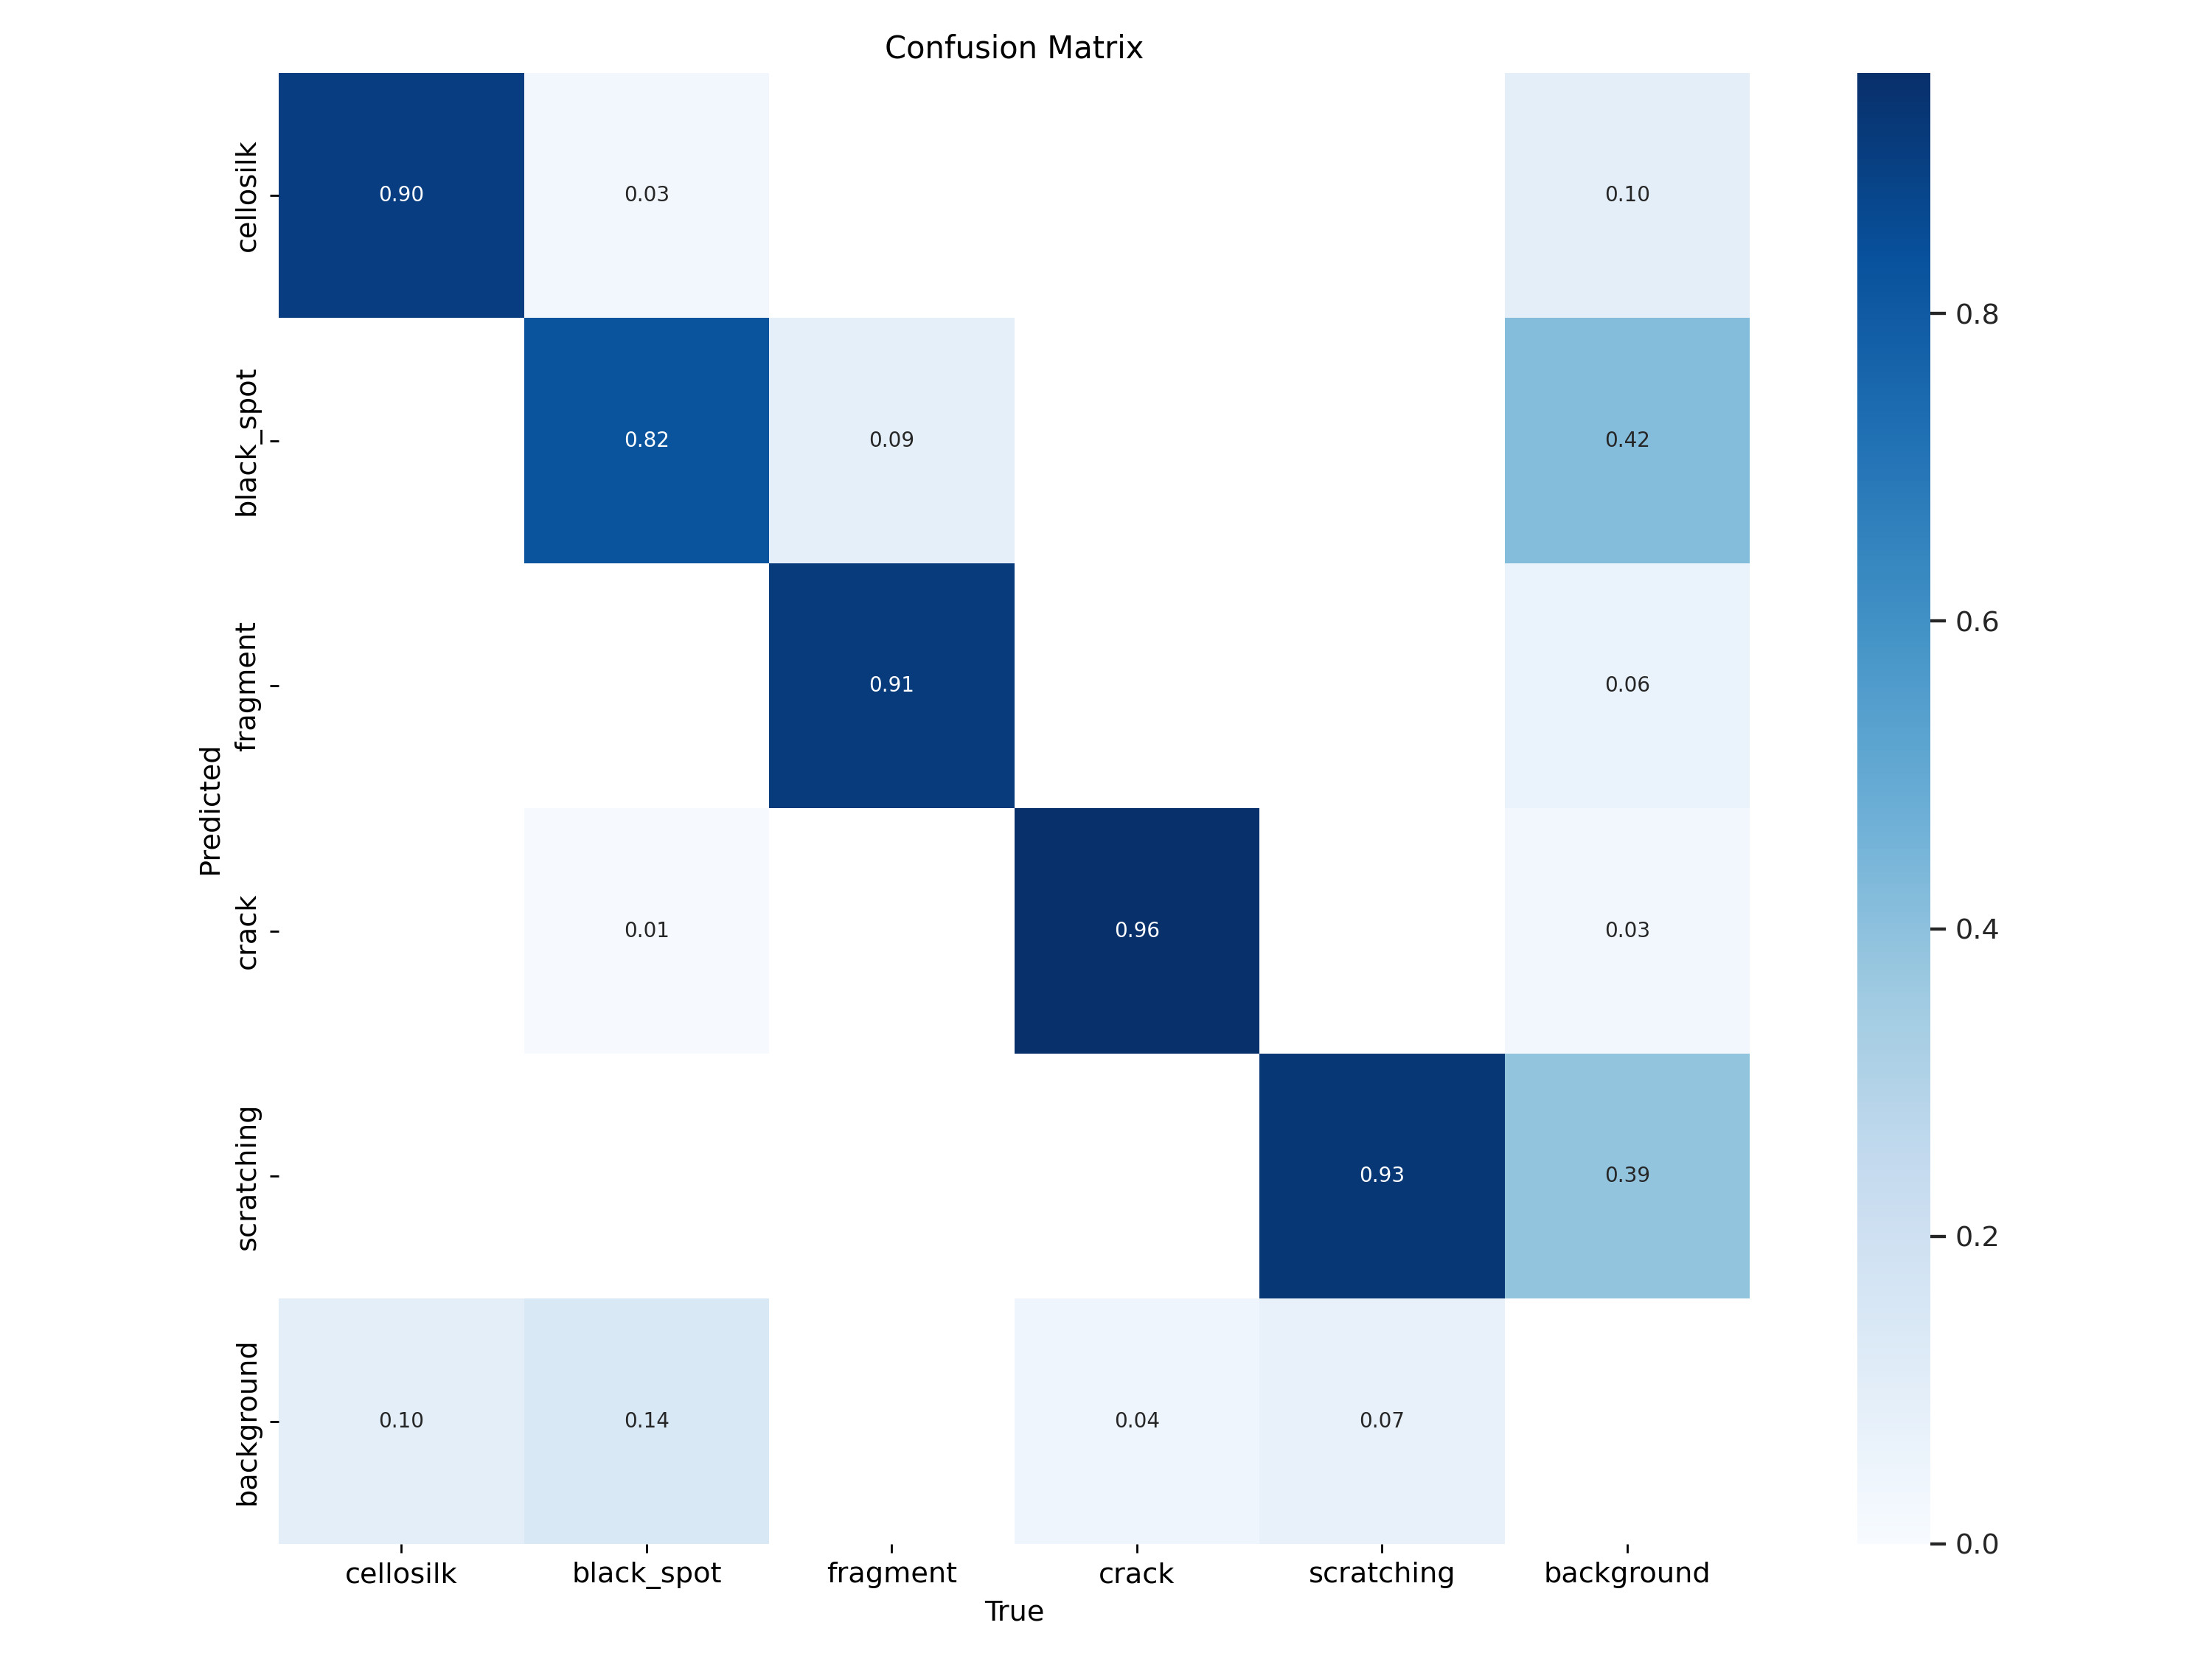 Confusion Matrix
cellosilk
0.90
0.03
0.10
0.8
black_spot
0.82
0.09
0.42
0.6
fragment
0.91
0.06
Predicted
crack
0.01
0.96
0.03
0.4
scratching
0.93
0.39
0.2
background
0.10
0.14
0.04
0.07
0.0
cellosilk
black_spot
fragment
crack
scratching
background
True